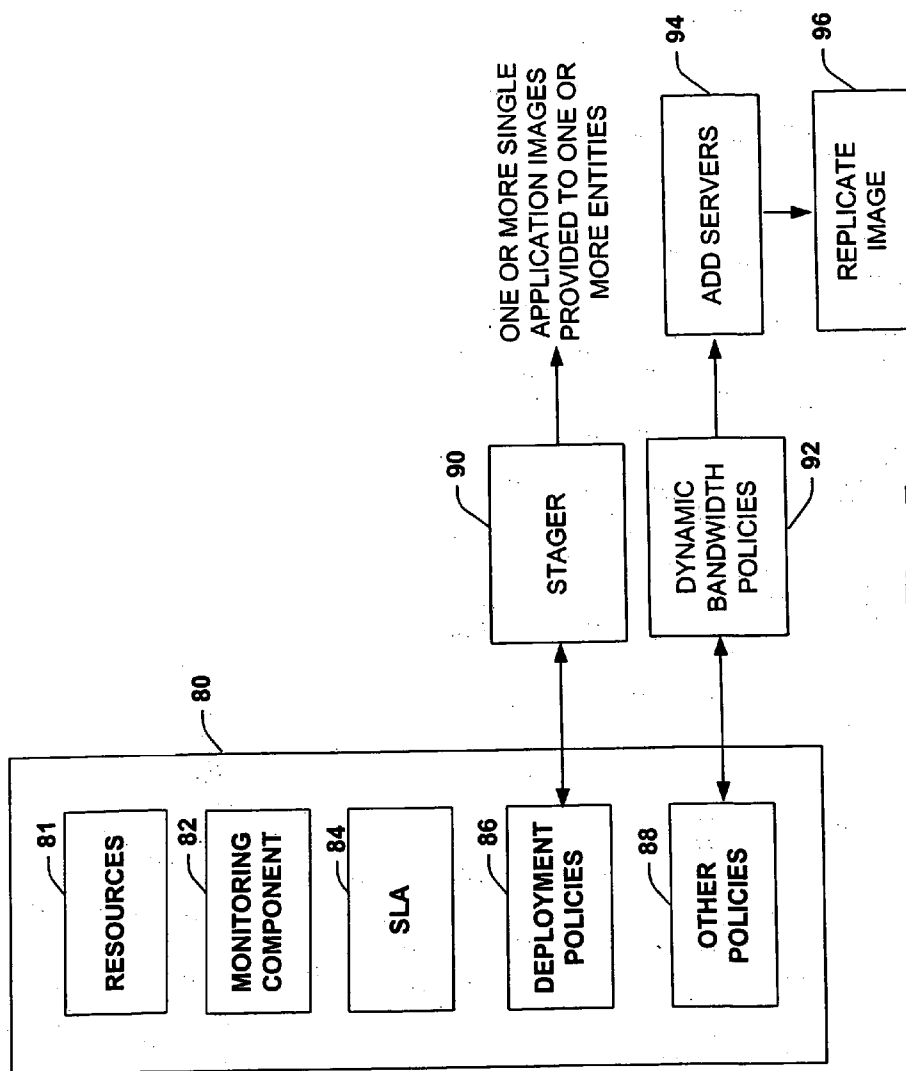 80
81
RESOURCES
82
MONITORING
COMPONENT
84
SLA
86
DEPLOYMENT
POLICIES
90
STAGER
ONE OR MORE SINGLE
APPLICATION IMAGES
PROVIDED TO ONE OR
MORE ENTITIES
88
OTHER
POLICIES
DYNAMIC
BANDWIDTH
POLICIES
92
94
ADD SERVERS
96
REPLICATE
IMAGE